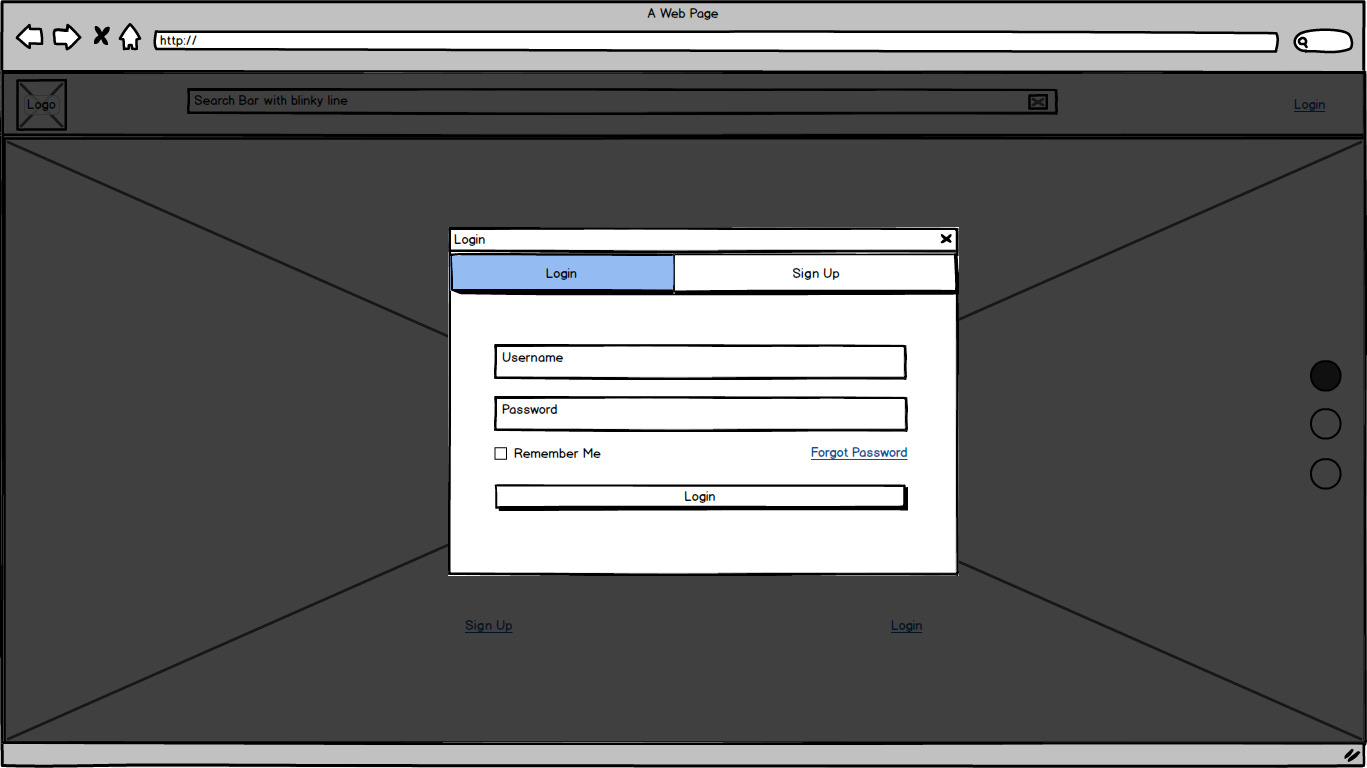 A Web Page
http://
Logo
Search Bar with blinky line
Login
Login
Login
Sign Up
Username
Password
Remember Me
Forgot Password
Login
Sign Up
Login